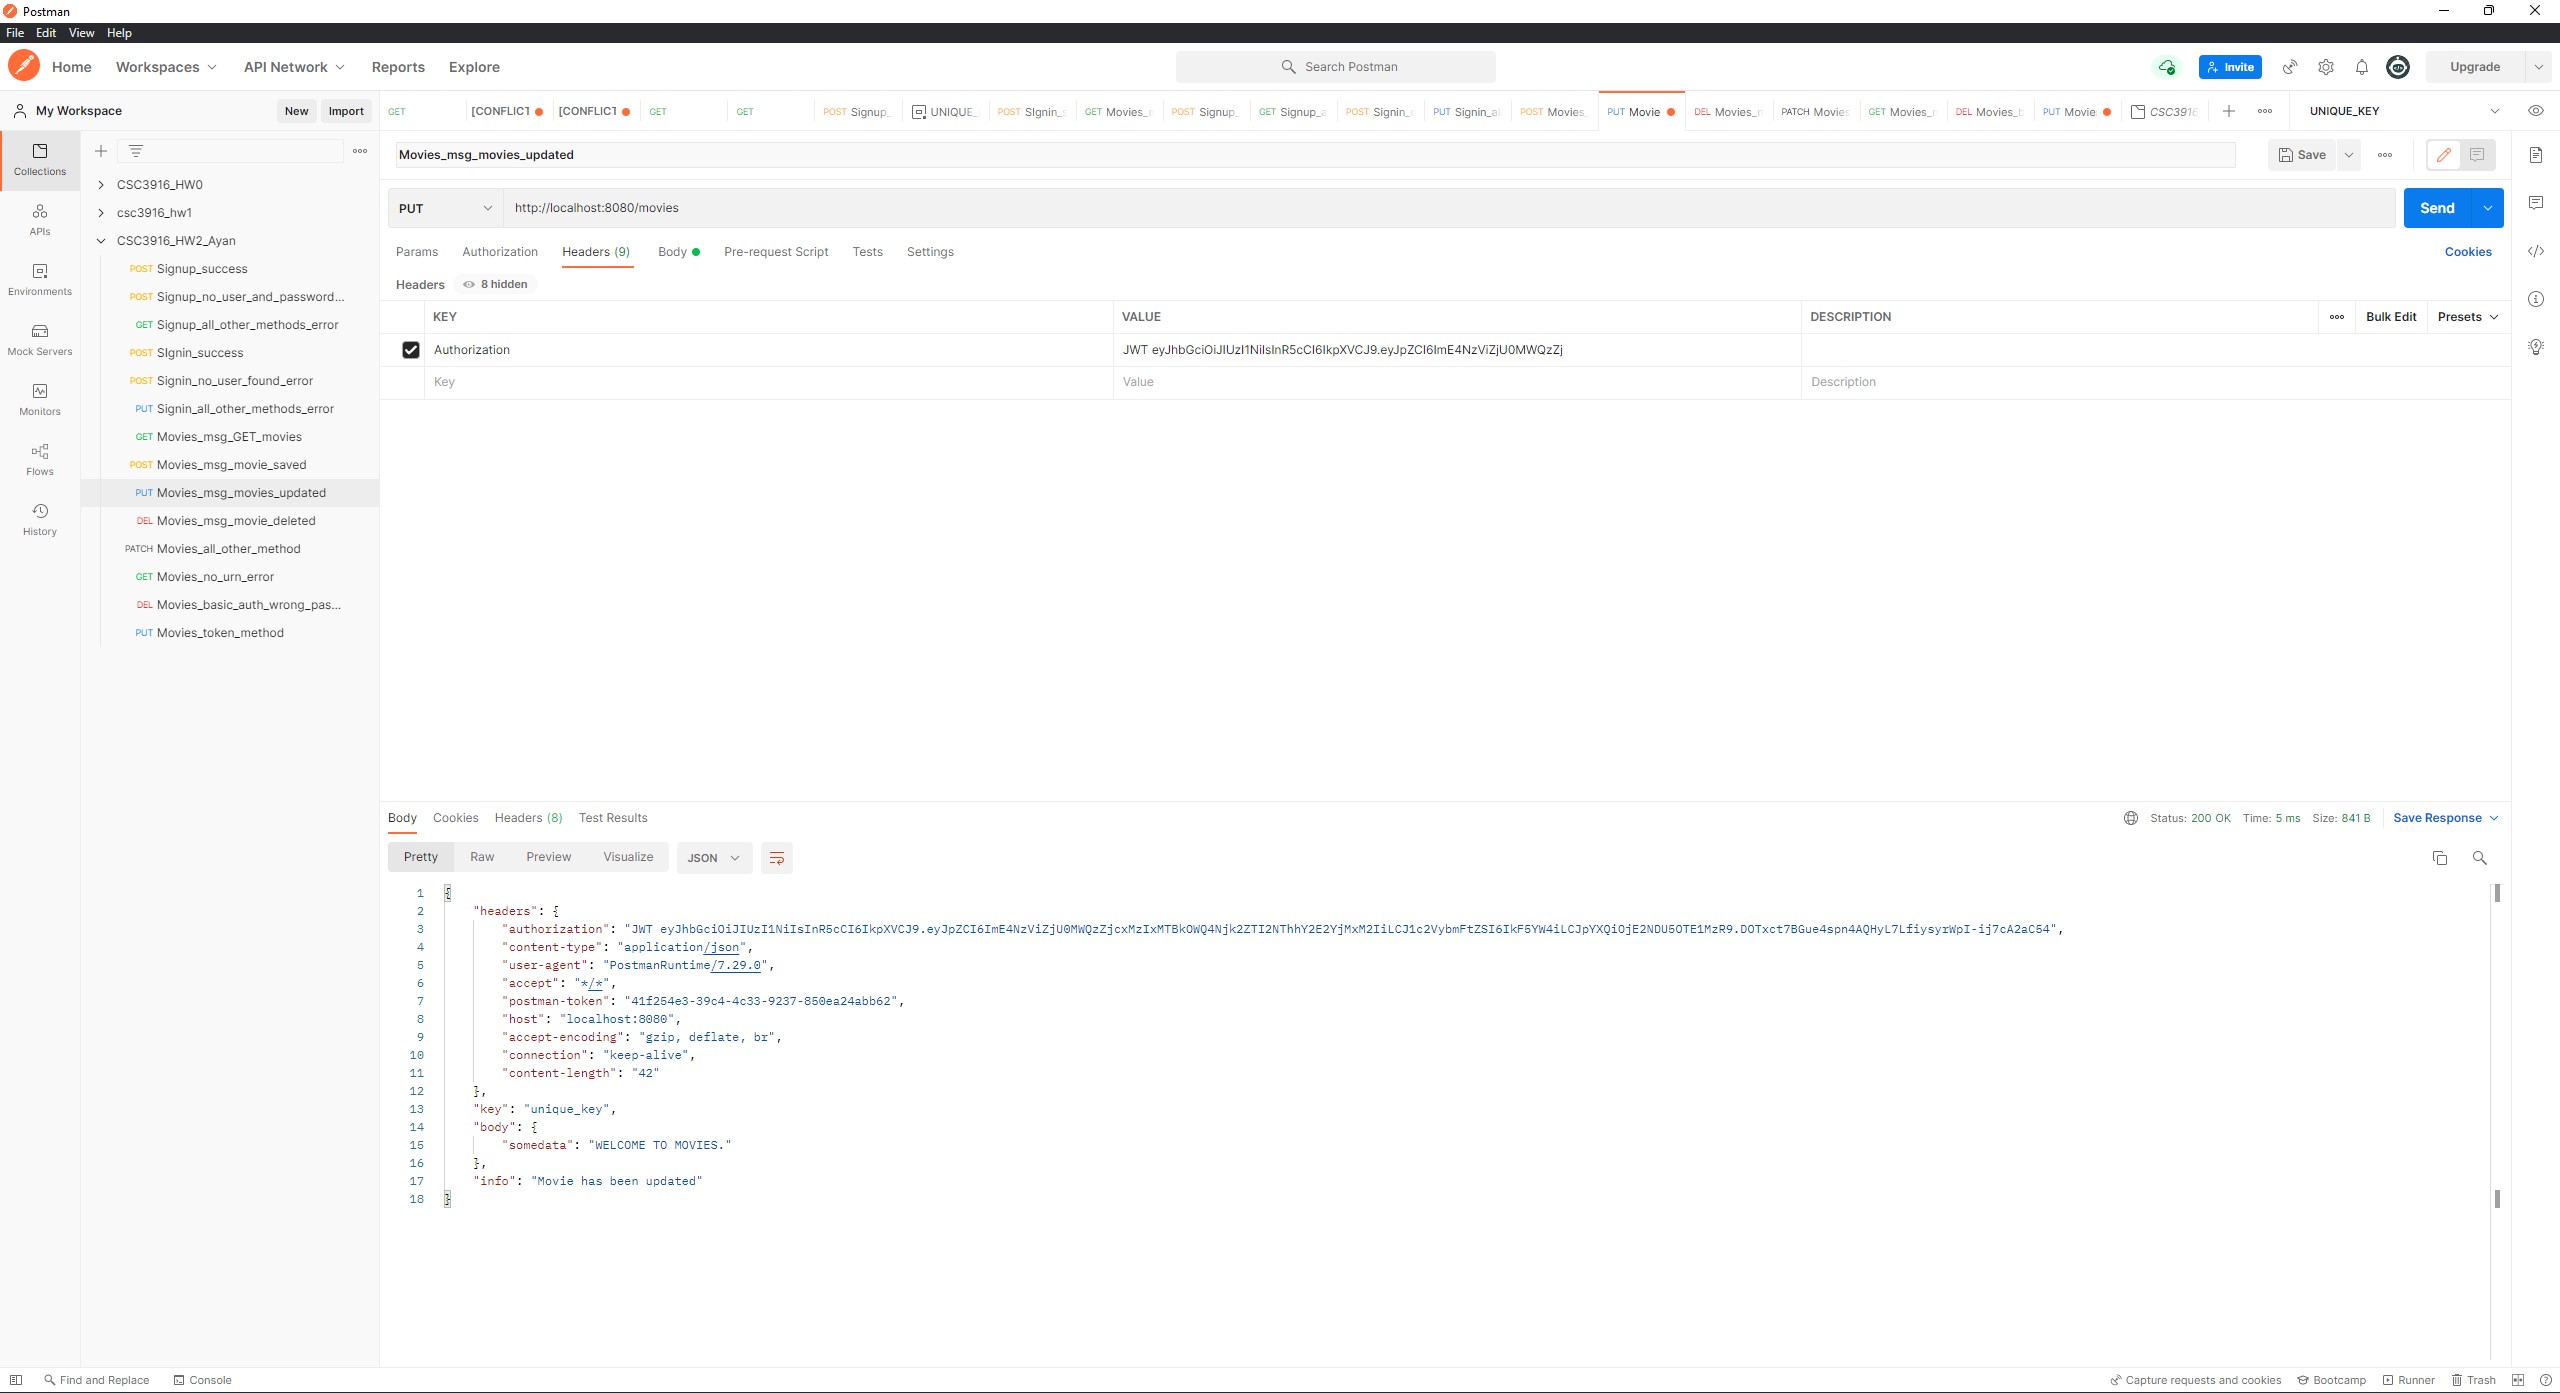 Postman
File Edit View Help
Home Workspaces API Network Reports Explore Search Postman Invite Upgrade
My Workspace New Import GET [CONFLICT [CONFLICT GET GET POST Signup_ UNIQUE_ POST SIgnin_s GET Movies_ POST Signup_ GET Signup_a POST Signin_ PUT Signin_al POST Movies_ PUT Movie DEL Movies_ PATCH Movies GET Movies_ DEL Movies_b PUT Movie CSC3916 UNIQUE_KEY
Collections
APIs
Environments
Mock Servers
Monitors
Flows
History
CSC3916_HW0
csc3916_hw1
CSC3916_HW2_Ayan
POST Signup_success
POST Signup_no_user_and_password...
GET Signup_all_other_methods_error
POST SIgnin_success
POST Signin_no_user_found_error
PUT Signin_all_other_methods_error
GET Movies_msg_GET_movies
POST Movies_msg_movie_saved
PUT Movies_msg_movies_updated
DEL Movies_msg_movie_deleted
PATCH Movies_all_other_method
GET Movies_no_urn_error
DEL Movies_basic_auth_wrong_pas...
PUT Movies_token_method
Movies_msg_movies_updated Save
PUT http://localhost:8080/movies Send
Params Authorization Headers (9) Body Pre-request Script Tests Settings Cookies
Headers 8 hidden
KEY VALUE DESCRIPTION Bulk Edit Presets
Authorization JWT eyJhbGciOiJIUzI1NiIsInR5cCI6IkpXVCJ9.eyJpZCI6ImE4NzViZjU0MWQzZj
Key Value Description
Body Cookies Headers (8) Test Results Status: 200 OK Time: 5 ms Size: 841 B Save Response
Pretty Raw Preview Visualize JSON
1 {
2 "headers": {
3 "authorization": "JWT eyJhbGciOiJIUzI1NiIsInR5cCI6IkpXVCJ9.eyJpZCI6ImE4NzViZjU0MWQzZjcxMzIxMTBkOWQ4Njk2ZTI2NThhY2E2YjMxM2IiLCJ1c2VybmFtZSI6IkF5YW4iLCJpYXQiOjE2NDU5OTE1MzR9.DOTxct7BGue4spn4AQHyL7LfiysyrWpI-ij7cA2aC54",
4 "content-type": "application/json",
5 "user-agent": "PostmanRuntime/7.29.0",
6 "accept": "*/*",
7 "postman-token": "41f254e3-39c4-4c33-9237-850ea24abb62",
8 "host": "localhost:8080",
9 "accept-encoding": "gzip, deflate, br",
10 "connection": "keep-alive",
11 "content-length": "42"
12 },
13 "key": "unique_key",
14 "body": {
15 "somedata": "WELCOME TO MOVIES."
16 },
17 "info": "Movie has been updated"
18 }
Find and Replace Console Capture requests and cookies Bootcamp Runner Trash